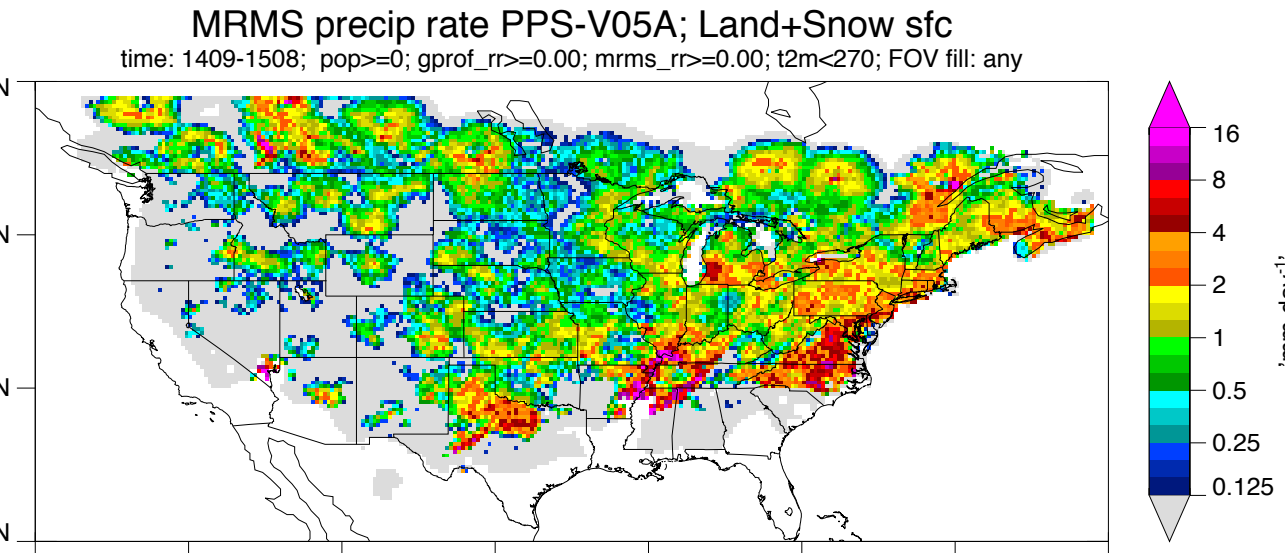 MRMS precip rate PPS-V05A; Land+Snow sfc
time: 1409-1508; pop>=0; gprof_rr>=0.00; mrms_rr>=0.00; t2m<270; FOV fill: any
N
N
N
N
16
8
4
2
1
0.5
0.25
0.125